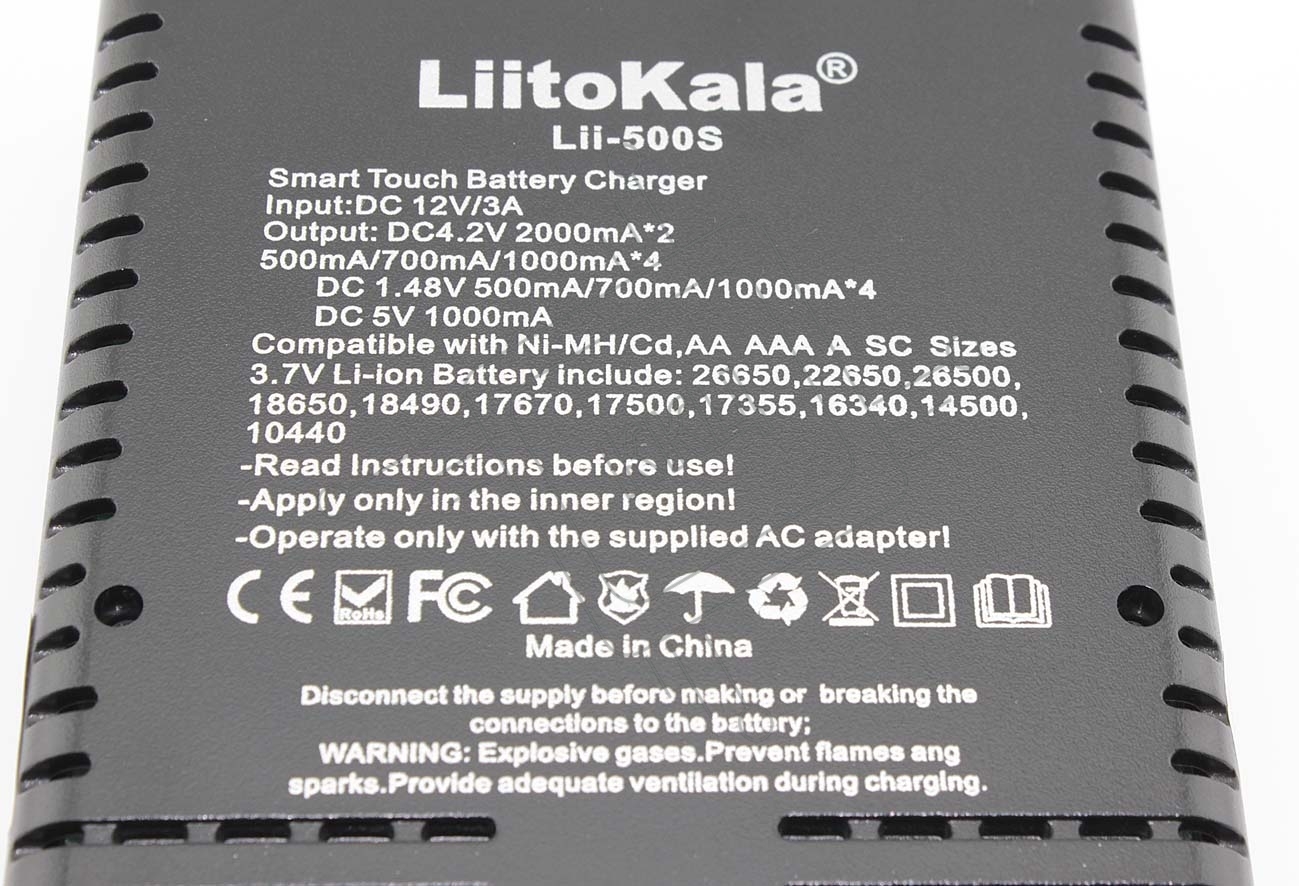 LiitoKala®
Lii-500S
Smart Touch Battery Charger
Input:DC 12V/3A
Output: DC4.2V 2000mA*2
500mA/700mA/1000mA*4
DC 1.48V 500mA/700mA/1000mA*4
DC 5V 1000mA
Compatible with Ni-MH/Cd,AA AAA A SC Sizes
3.7V Li-ion Battery include: 26650,22650,26500,
18650,18490,17670,17500,17355,16340,14500,
10440
-Read Instructions before use!
-Apply only in the inner region!
-Operate only with the supplied AC adapter!
CE RoHs FCC
Made in China
Disconnect the supply before making or breaking the
connections to the battery;
WARNING: Explosive gases.Prevent flames ang
sparks.Provide adequate ventilation during charging.